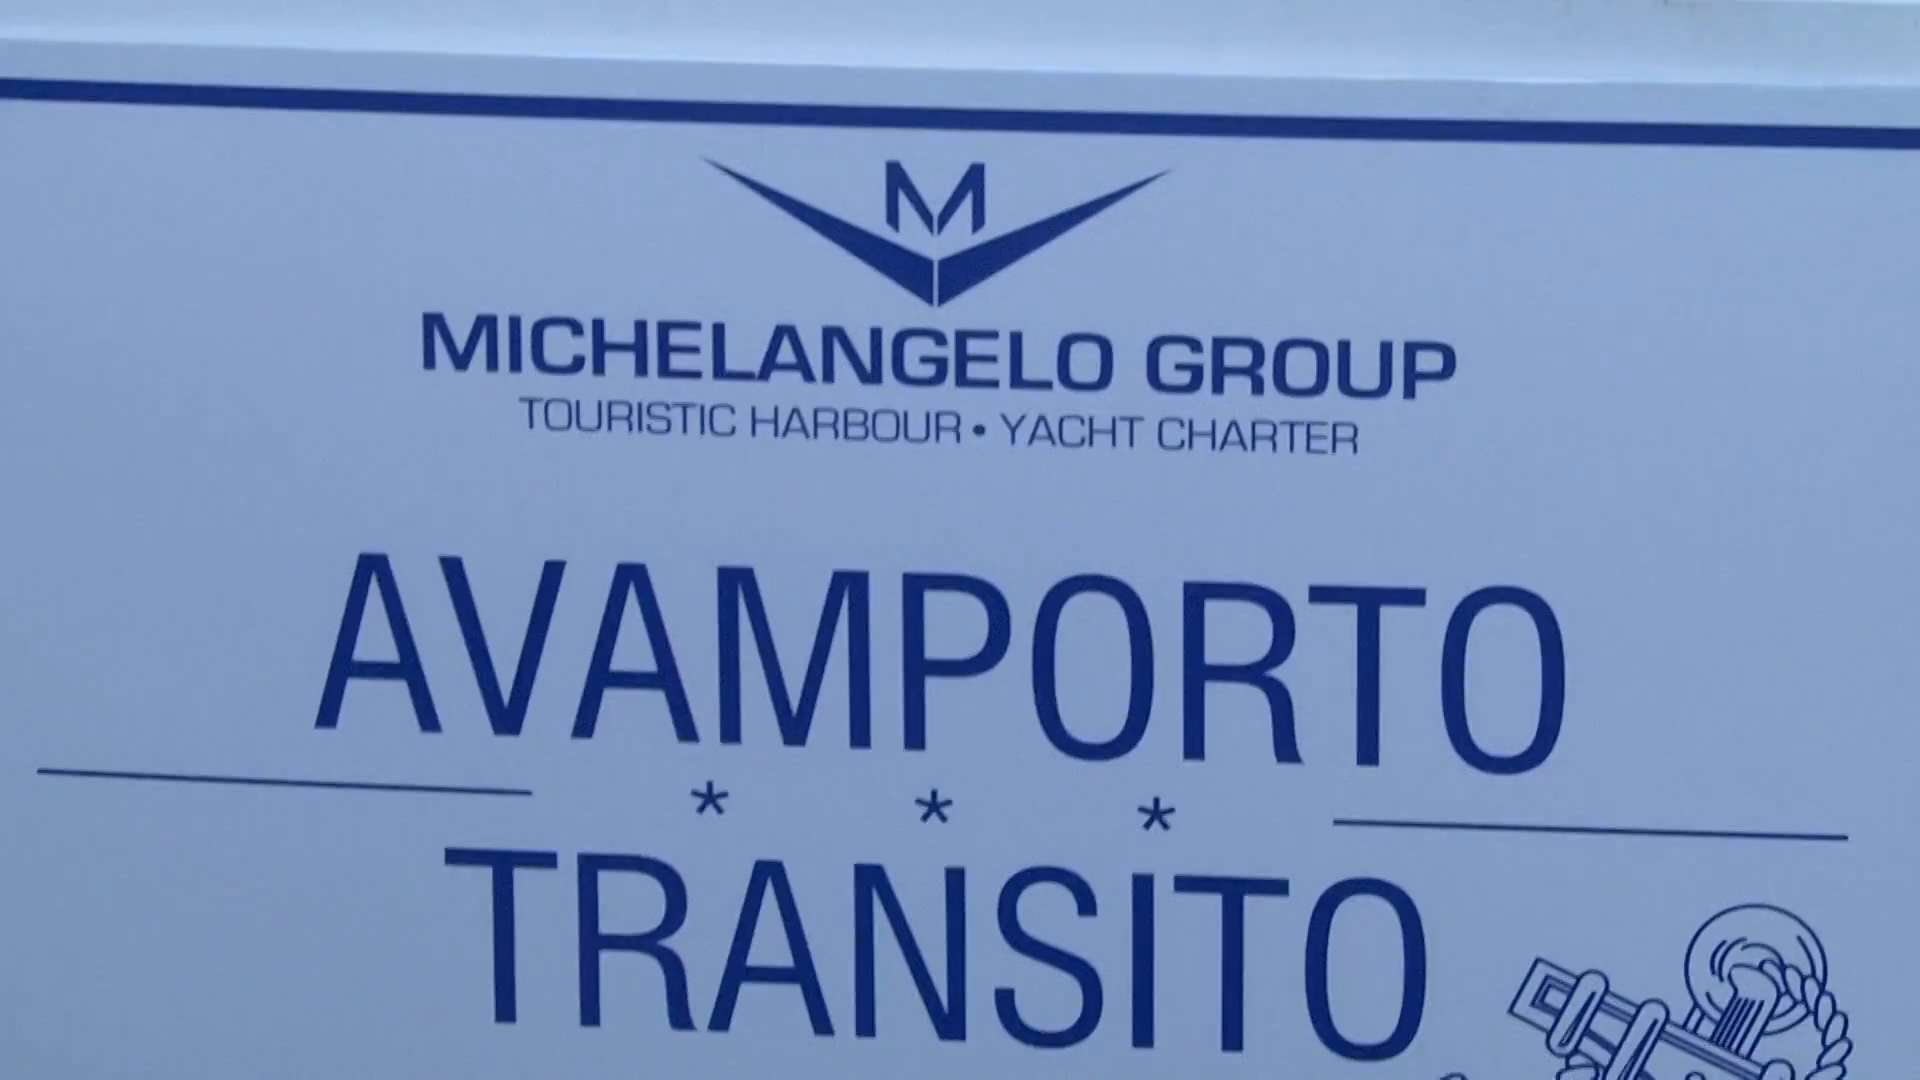 M
MICHELANGELO GROUP
TOURISTIC HARBOUR • YACHT CHARTER
AVAMPORTO
* * *
TRANSITO